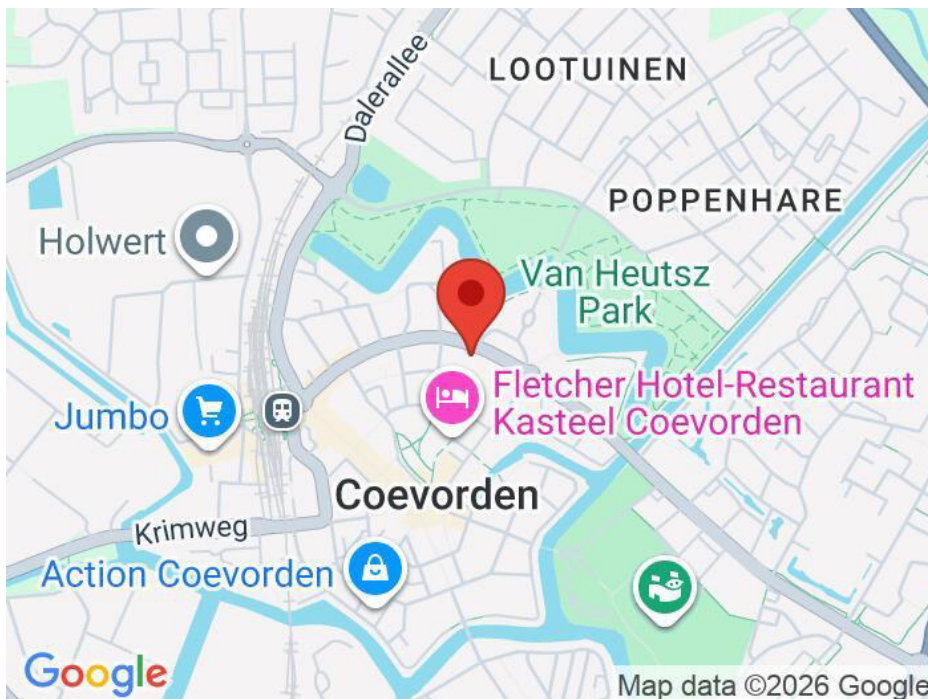 Dalerallee
LOOTUINEN
POPPENHARE
Holwert
Van Heutsz
Park
Fletcher Hotel-Restaurant
Kasteel Coevorden
Jumbo
Coevorden
Krimweg
Action Coevorden
Google
Map data ©2026 Google